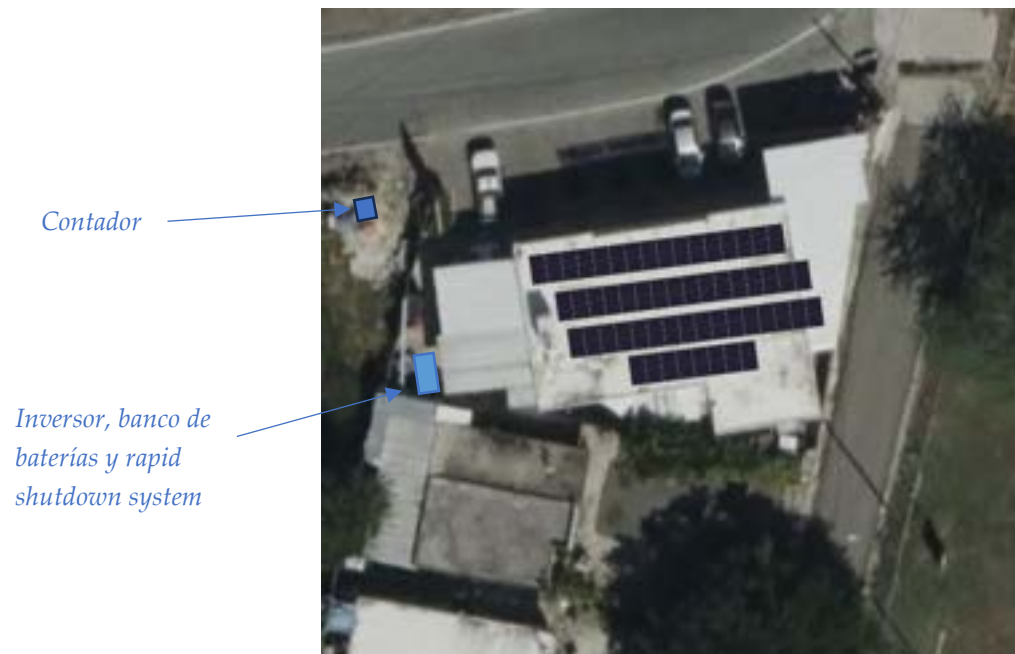 Contador
Inversor, banco de
baterías y rapid
shutdown system